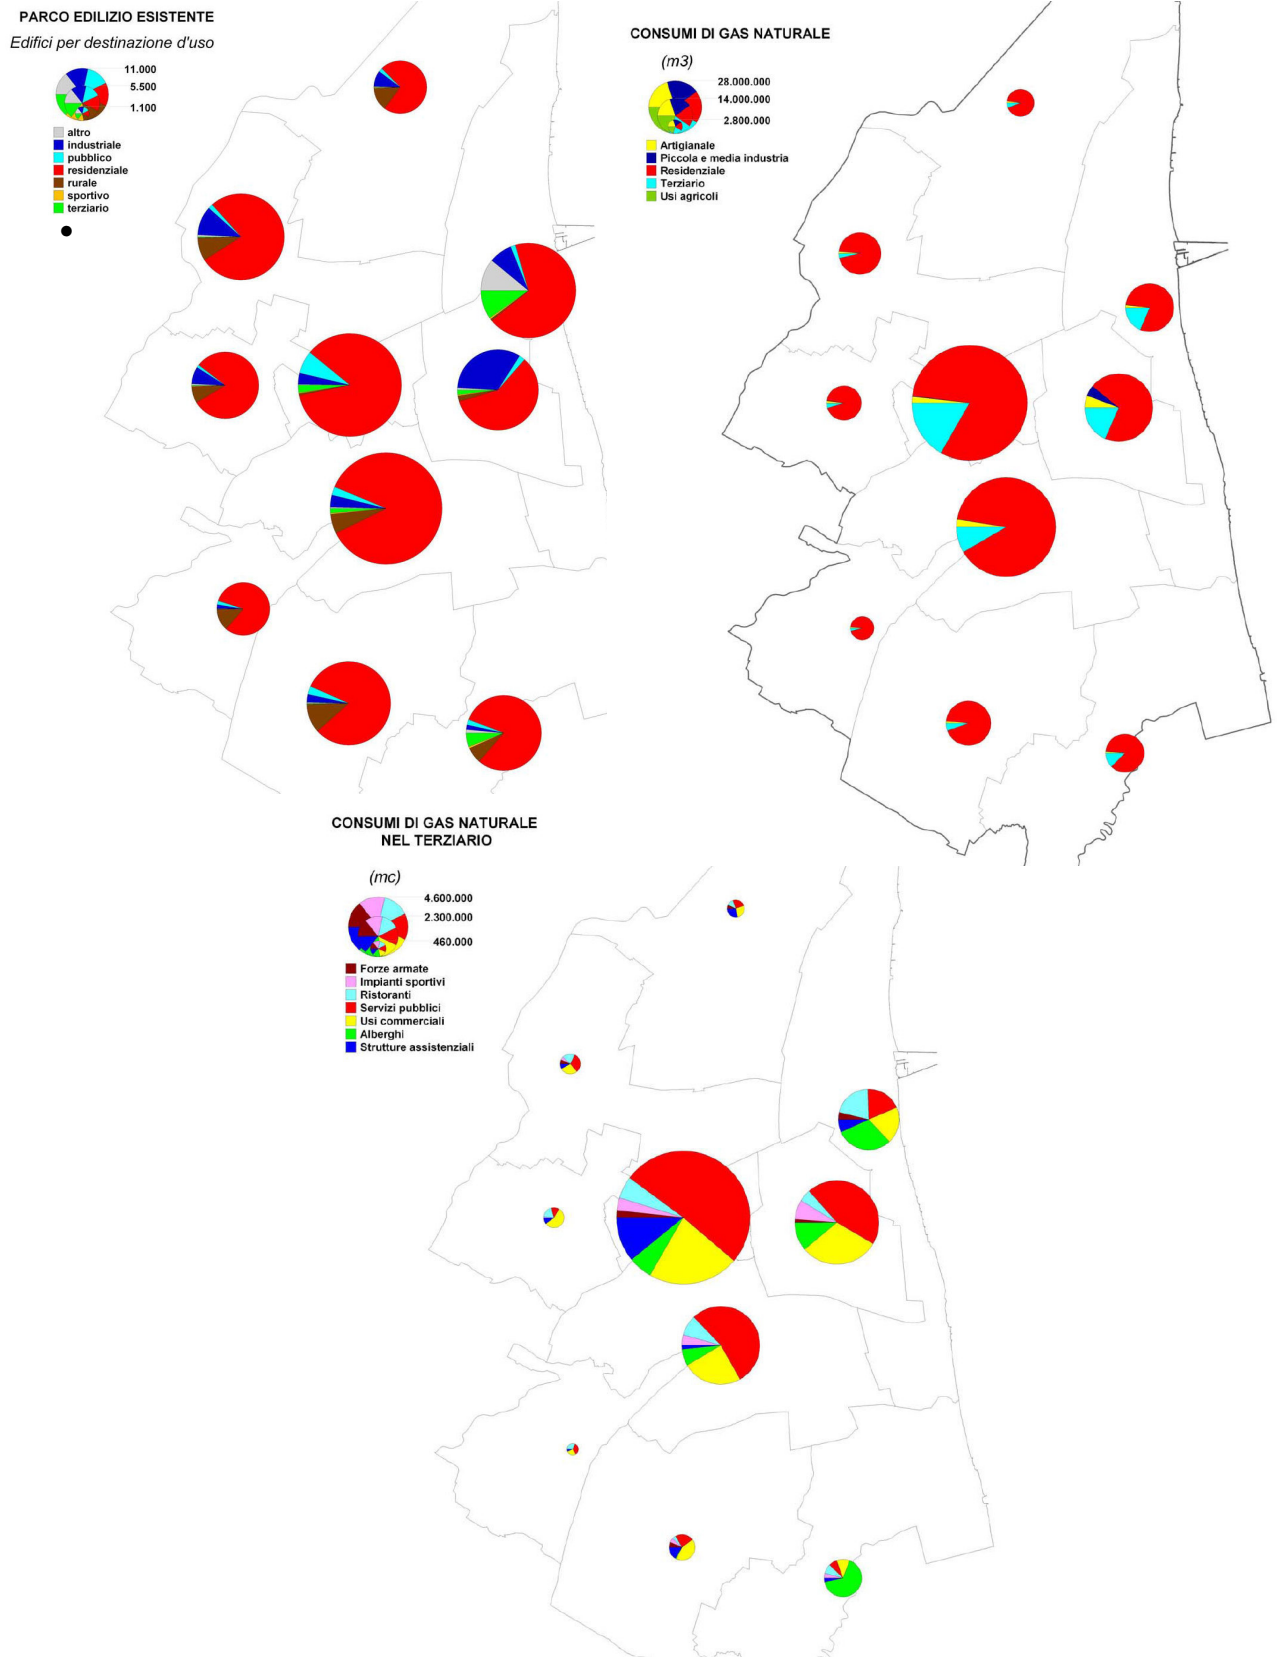 PARCO EDILIZIO ESISTENTE
Edifici per destinazione d'uso
11.000
5.500
1.100
altro
industriale
pubblico
residenziale
rurale
sportivo
terziario
CONSUMI DI GAS NATURALE
(m3)
28.000.000
14.000.000
2.800.000
Artigianale
Piccola e media industria
Residenziale
Terziario
Usi agricoli
CONSUMI DI GAS NATURALE
NEL TERZIARIO
(mc)
4.600.000
2.300.000
460.000
Forze armate
Impianti sportivi
Ristoranti
Servizi pubblici
Usi commerciali
Alberghi
Strutture assistenziali